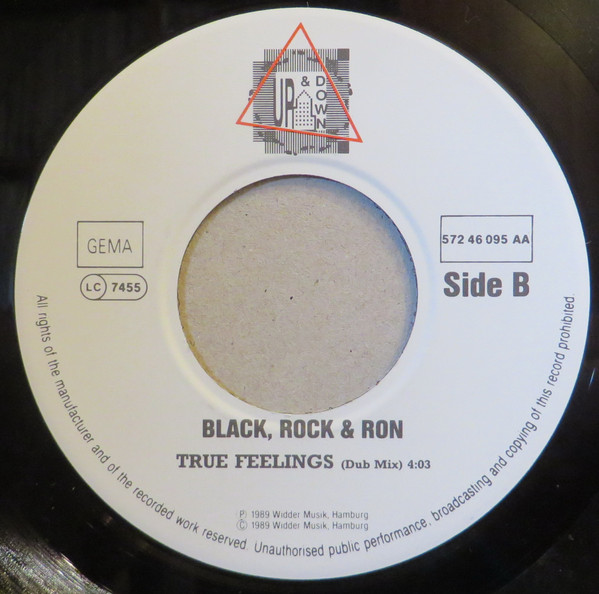 UP & DOWN
GEMA
LC 7455
572 46 095 AA
Side B
BLACK, ROCK & RON
TRUE FEELINGS (Dub Mix) 4:03
Ⓟ 1989 Widder Musik, Hamburg
© 1989 Widder Musik, Hamburg
All rights of the manufacturer and of the recorded work reserved. Unauthorised public performance, broadcasting and copying of this record prohibited.